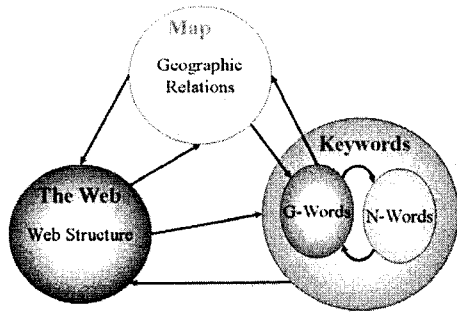 Map
Geographic
Relations
Keywords
The Web
Web Structure
G-Words
N-Words